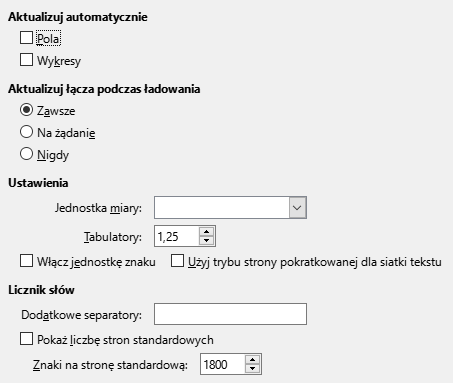 Aktualizuj automatycznie
Pola
Wykresy
Aktualizuj łącza podczas ładowania
Zawsze
Na żądanie
Nigdy
Ustawienia
Jednostka miary:
Tabulatory: 1,25
Włącz jednostkę znaku Użyj trybu strony pokratkowanej dla siatki tekstu
Licznik słów
Dodatkowe separatory:
Pokaż liczbę stron standardowych
Znaki na stronę standardową: 1800